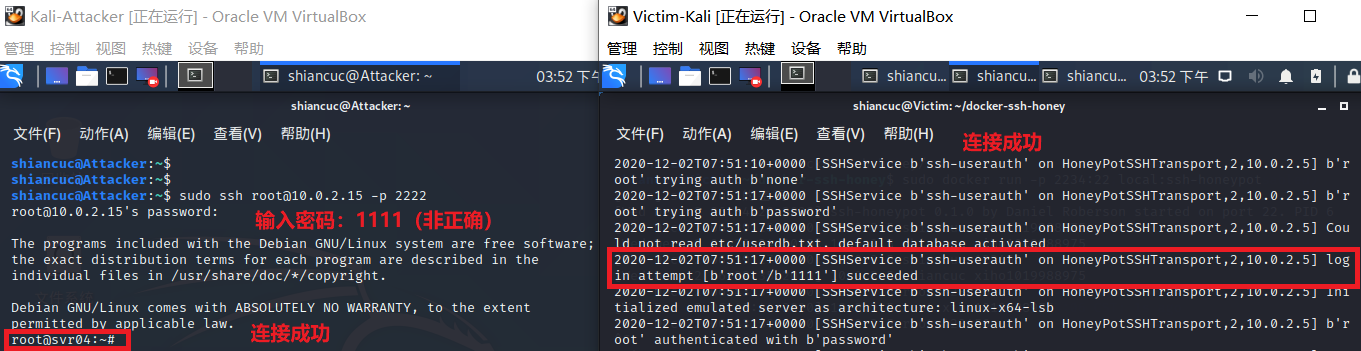 Kali-Attacker [正在运行] - Oracle VM VirtualBox
管理 控制 视图 热键 设备 帮助
shiancuc@Attacker: ~
03:52 下午
shiancuc@Attacker: ~
文件(F) 动作(A) 编辑(E) 查看(V) 帮助(H)
shiancuc@Attacker:~$
shiancuc@Attacker:~$
shiancuc@Attacker:~$ sudo ssh root@10.0.2.15 -p 2222
root@10.0.2.15's password:
输入密码：1111（非正确）
The programs included with the Debian GNU/Linux system are free software;
the exact distribution terms for each program are described in the
individual files in /usr/share/doc/*/copyright.
Debian GNU/Linux comes with ABSOLUTELY NO WARRANTY, to the extent
permitted by applicable law.
连接成功
root@svr04:~#
Victim-Kali [正在运行] - Oracle VM VirtualBox
管理 控制 视图 热键 设备 帮助
shiancuc... shiancu... shiancu... 03:52 下午
shiancuc@Victim:~/docker-ssh-honey
文件(F) 动作(A) 编辑(E) 查看(V) 帮助(H)
连接成功
2020-12-02T07:51:10+0000 [SSHService b'ssh-userauth' on HoneyPotSSHTransport,2,10.0.2.5] b'r
oot' trying auth b'none'
2020-12-02T07:51:17+0000 [SSHService b'ssh-userauth' on HoneyPotSSHTransport,2,10.0.2.5] b'r
oot' trying auth b'password'
2020-12-02T07:51:17+0000 [SSHService b'ssh-userauth' on HoneyPotSSHTransport,2,10.0.2.5] Cou
ld not read etc/userdb.txt, default database activated
2020-12-02T07:51:17+0000 [SSHService b'ssh-userauth' on HoneyPotSSHTransport,2,10.0.2.5] log
in attempt [b'root'/b'1111'] succeeded
2020-12-02T07:51:17+0000 [SSHService b'ssh-userauth' on HoneyPotSSHTransport,2,10.0.2.5] Ini
tialized emulated server as architecture: linux-x64-lsb
2020-12-02T07:51:17+0000 [SSHService b'ssh-userauth' on HoneyPotSSHTransport,2,10.0.2.5] b'r
oot' authenticated with b'password'